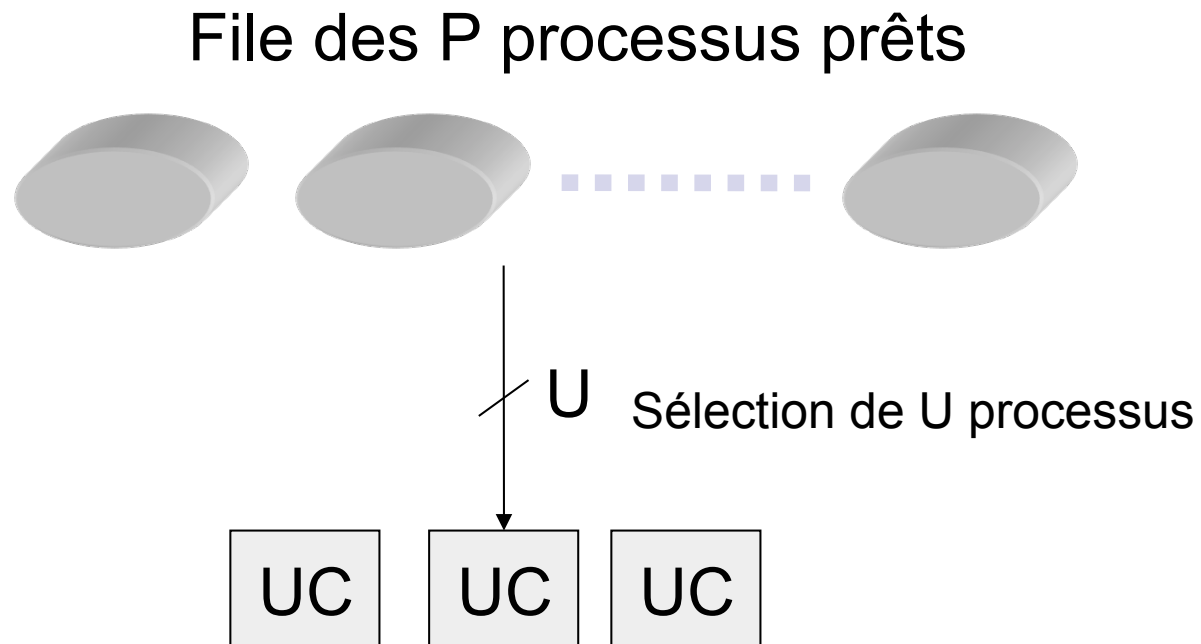 File des P processus prêts
U
Sélection de U processus
UC
UC
UC